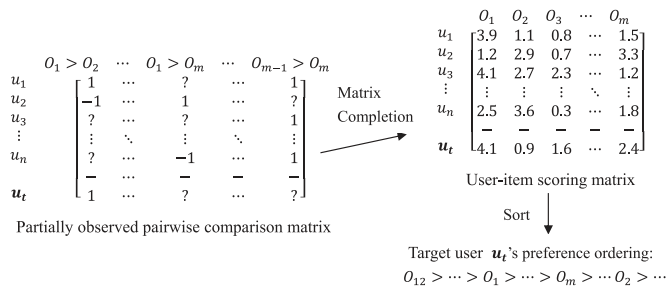 O₁ > O₂ ⋯ O₁ > Oₘ ⋯ Oₘ₋₁ > Oₘ
u₁ 1 ⋯ ? ⋯ 1
u₂ −1 ⋯ 1 ⋯ ?
u₃ ? ⋯ ? ⋯ 1
⋮ ⋮ ⋱ ⋮ ⋱ ⋮
uₙ ? ⋯ −1 ⋯ 1
− − ⋯ − ⋯ −
uₜ 1 ⋯ ? ⋯ ?
Partially observed pairwise comparison matrix
Matrix
Completion
O₁ O₂ O₃ ⋯ Oₘ
u₁ 3.9 1.1 0.8 ⋯ 1.5
u₂ 1.2 2.9 0.7 ⋯ 3.3
u₃ 4.1 2.7 2.3 ⋯ 1.2
⋮ ⋮ ⋮ ⋮ ⋱ ⋮
uₙ 2.5 3.6 0.3 ⋯ 1.8
− − − − ⋯ −
uₜ 4.1 0.9 1.6 ⋯ 2.4
User-item scoring matrix
Sort
Target user uₜ's preference ordering:
O₁₂ > ⋯ > O₁ > ⋯ > Oₘ > ⋯ O₂ > ⋯